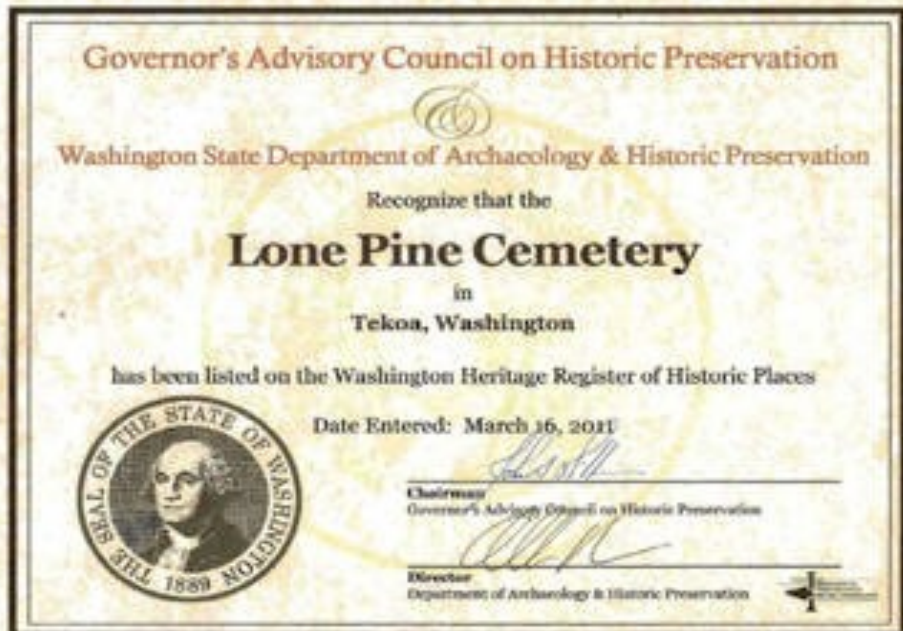 Governor's Advisory Council on Historic Preservation
&
Washington State Department of Archaeology & Historic Preservation
Recognize that the
Lone Pine Cemetery
in
Tekoa, Washington
has been listed on the Washington Heritage Register of Historic Places
Date Entered: March 16, 2011
THE SEAL OF THE STATE OF WASHINGTON
1889
Chairman
Governor's Advisory Council on Historic Preservation
Director
Department of Archaeology & Historic Preservation